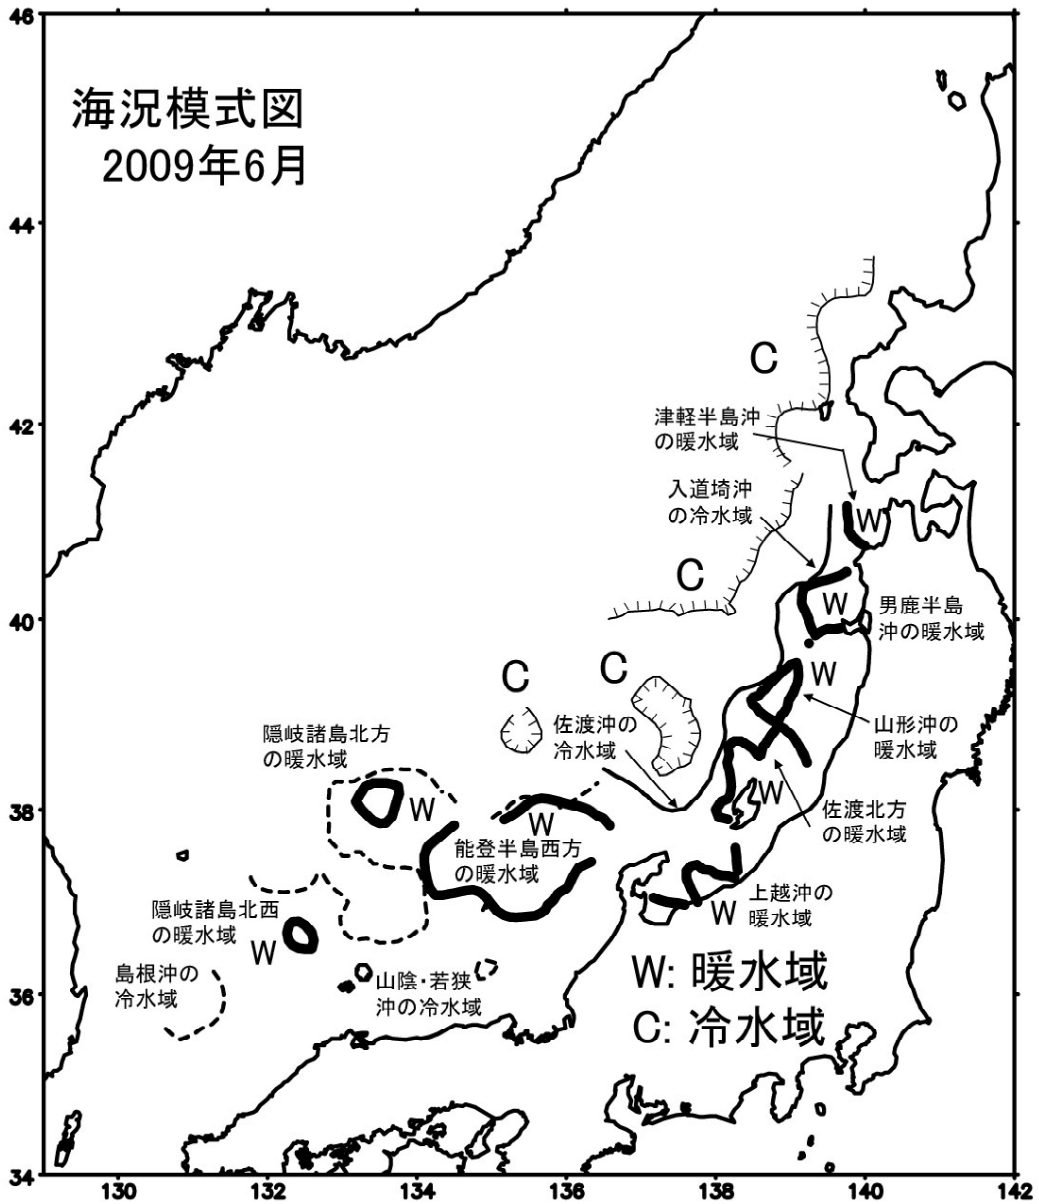 海況模式図
2009年6月
46
44
42
40
38
36
34
130
132
134
136
138
140
142
C
津軽半島沖
の暖水域
入道埼沖
の冷水域
W
C
W
男鹿半島
沖の暖水域
C
C
W
佐渡沖の
冷水域
山形沖の
暖水域
隠岐諸島北方
の暖水域
W
W
W
佐渡北方
の暖水域
能登半島西方
の暖水域
上越沖の
暖水域
W
隠岐諸島北西
の暖水域
W
島根沖の
冷水域
山陰・若狭
沖の冷水域
W: 暖水域
C: 冷水域